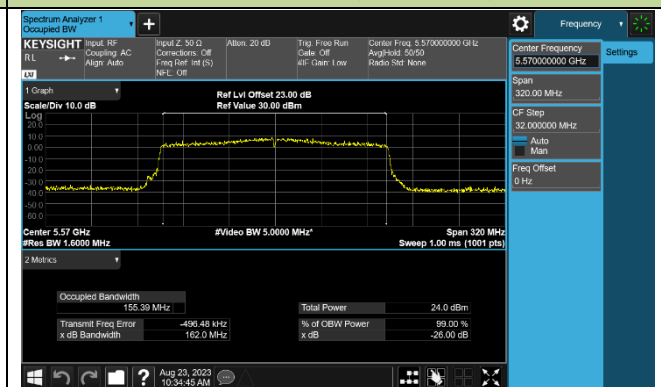 Spectrum Analyzer 1
Occupied BW
+
Frequency
KEYSIGHT
RL
LXI
Input: RF
Coupling: AC
Align: Auto
Input Z: 50 Ω
Corrections: Off
Freq Ref: Int (S)
NFE: Off
Atten: 20 dB
Trig: Free Run
Gate: Off
#IF Gain: Low
Center Freq: 5.570000000 GHz
Avg|Hold: 50/50
Radio Std: None
Center Frequency
5.570000000 GHz
Settings
Span
320.00 MHz
CF Step
32.000000 MHz
Auto
Man
Freq Offset
0 Hz
1 Graph
Scale/Div 10.0 dB
Ref Lvl Offset 23.00 dB
Ref Value 30.00 dBm
Log
20.0
10.0
0.00
-10.0
-20.0
-30.0
-40.0
-50.0
-60.0
Center 5.57 GHz
#Res BW 1.6000 MHz
#Video BW 5.0000 MHz*
Span 320 MHz
Sweep 1.00 ms (1001 pts)
2 Metrics
Occupied Bandwidth
155.39 MHz
Total Power
24.0 dBm
Transmit Freq Error
-496.48 kHz
% of OBW Power
99.00 %
x dB Bandwidth
162.0 MHz
x dB
-26.00 dB
?
Aug 23, 2023
10:34:45 AM